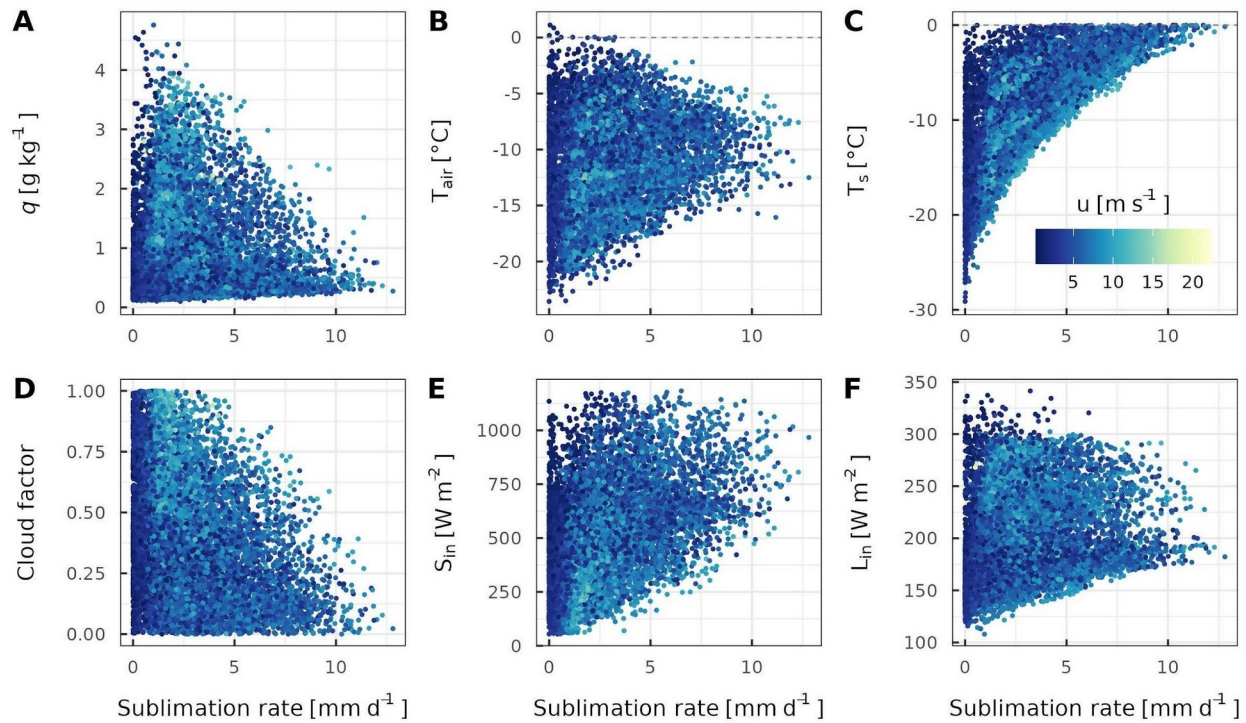 A
B
C
q [g kg⁻¹]
4
3
2
1
0
0 5 10
T_air [°C]
0
-5
-10
-15
-20
0 5 10
T_s [°C]
0
-10
-20
-30
u [m s⁻¹]
5 10 15 20
0 5 10
D
E
F
Cloud factor
1.00
0.75
0.50
0.25
0.00
0 5 10
Sublimation rate [mm d⁻¹]
S_in [W m⁻²]
1000
750
500
250
0
0 5 10
Sublimation rate [mm d⁻¹]
L_in [W m⁻²]
350
300
250
200
150
100
0 5 10
Sublimation rate [mm d⁻¹]